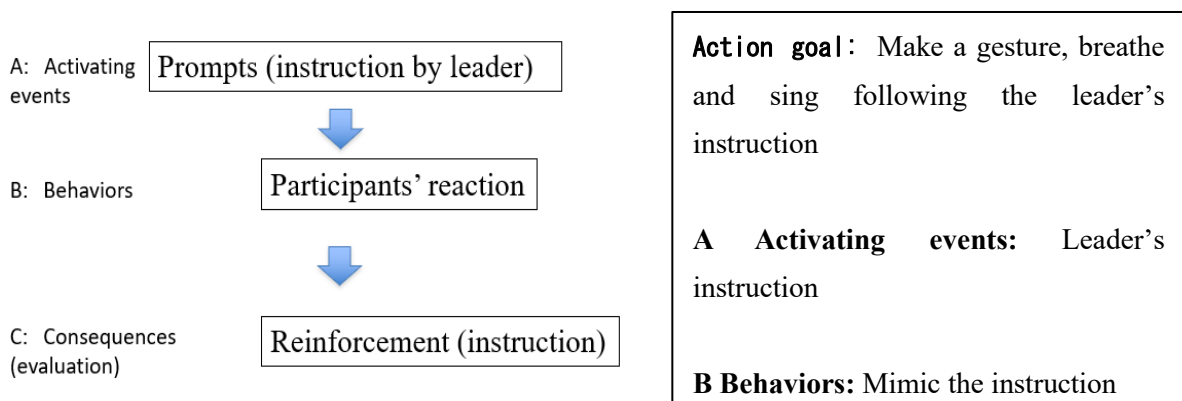 A: Activating
events
Prompts (instruction by leader)
B: Behaviors
Participants’ reaction
C: Consequences
(evaluation)
Reinforcement (instruction)
Action goal: Make a gesture, breathe
and sing following the leader’s
instruction
A Activating events: Leader’s
instruction
B Behaviors: Mimic the instruction